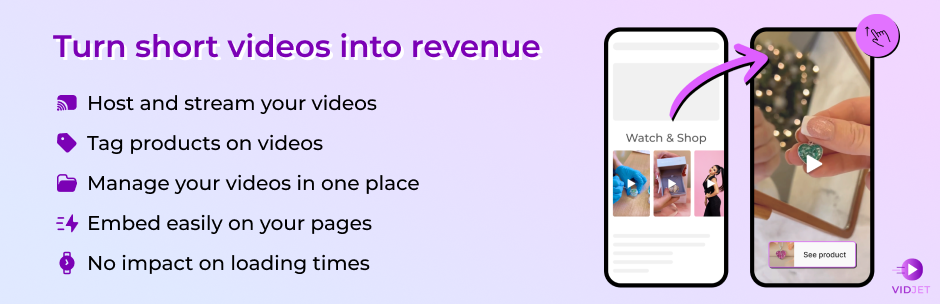 Turn short videos into revenue
Host and stream your videos
Tag products on videos
Manage your videos in one place
Embed easily on your pages
No impact on loading times
Watch & Shop
See product
VIDJET